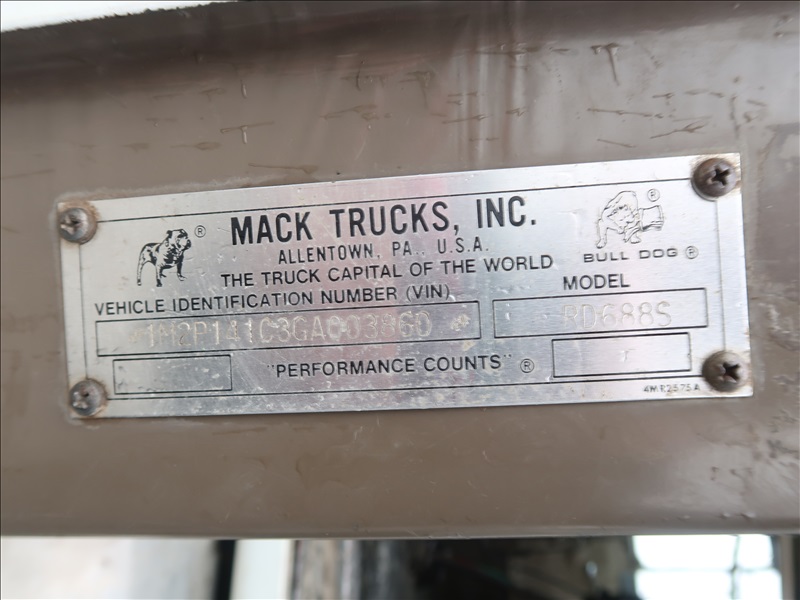 MACK TRUCKS, INC.
ALLENTOWN, PA., U.S.A.
THE TRUCK CAPITAL OF THE WORLD
BULL DOG ®
®
®
VEHICLE IDENTIFICATION NUMBER (VIN)
MODEL
*1M2P141C3GA003860*
RD688S
"PERFORMANCE COUNTS" ®
4MR2575A